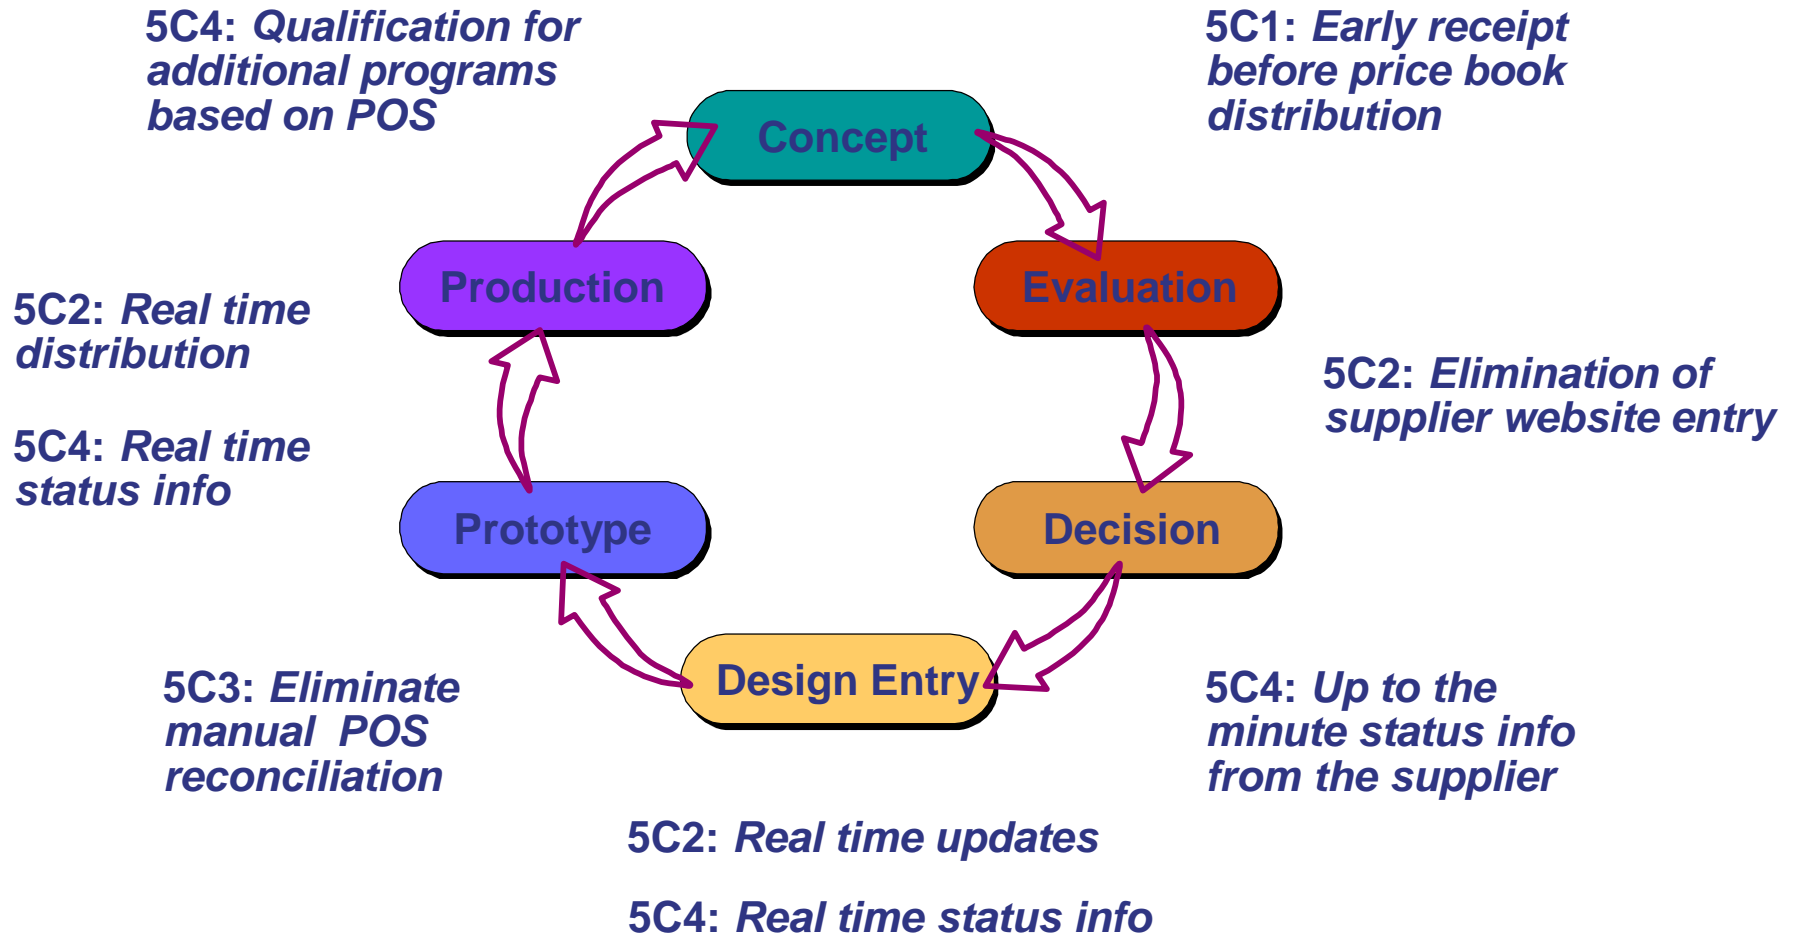 5C4: Qualification for
additional programs
based on POS
5C1: Early receipt
before price book
distribution
Concept
Production
Evaluation
5C2: Real time
distribution
5C2: Elimination of
supplier website entry
5C4: Real time
status info
Prototype
Decision
Design Entry
5C3: Eliminate
manual  POS
reconciliation
5C4: Up to the
minute status info
from the supplier
5C2: Real time updates
5C4: Real time status info